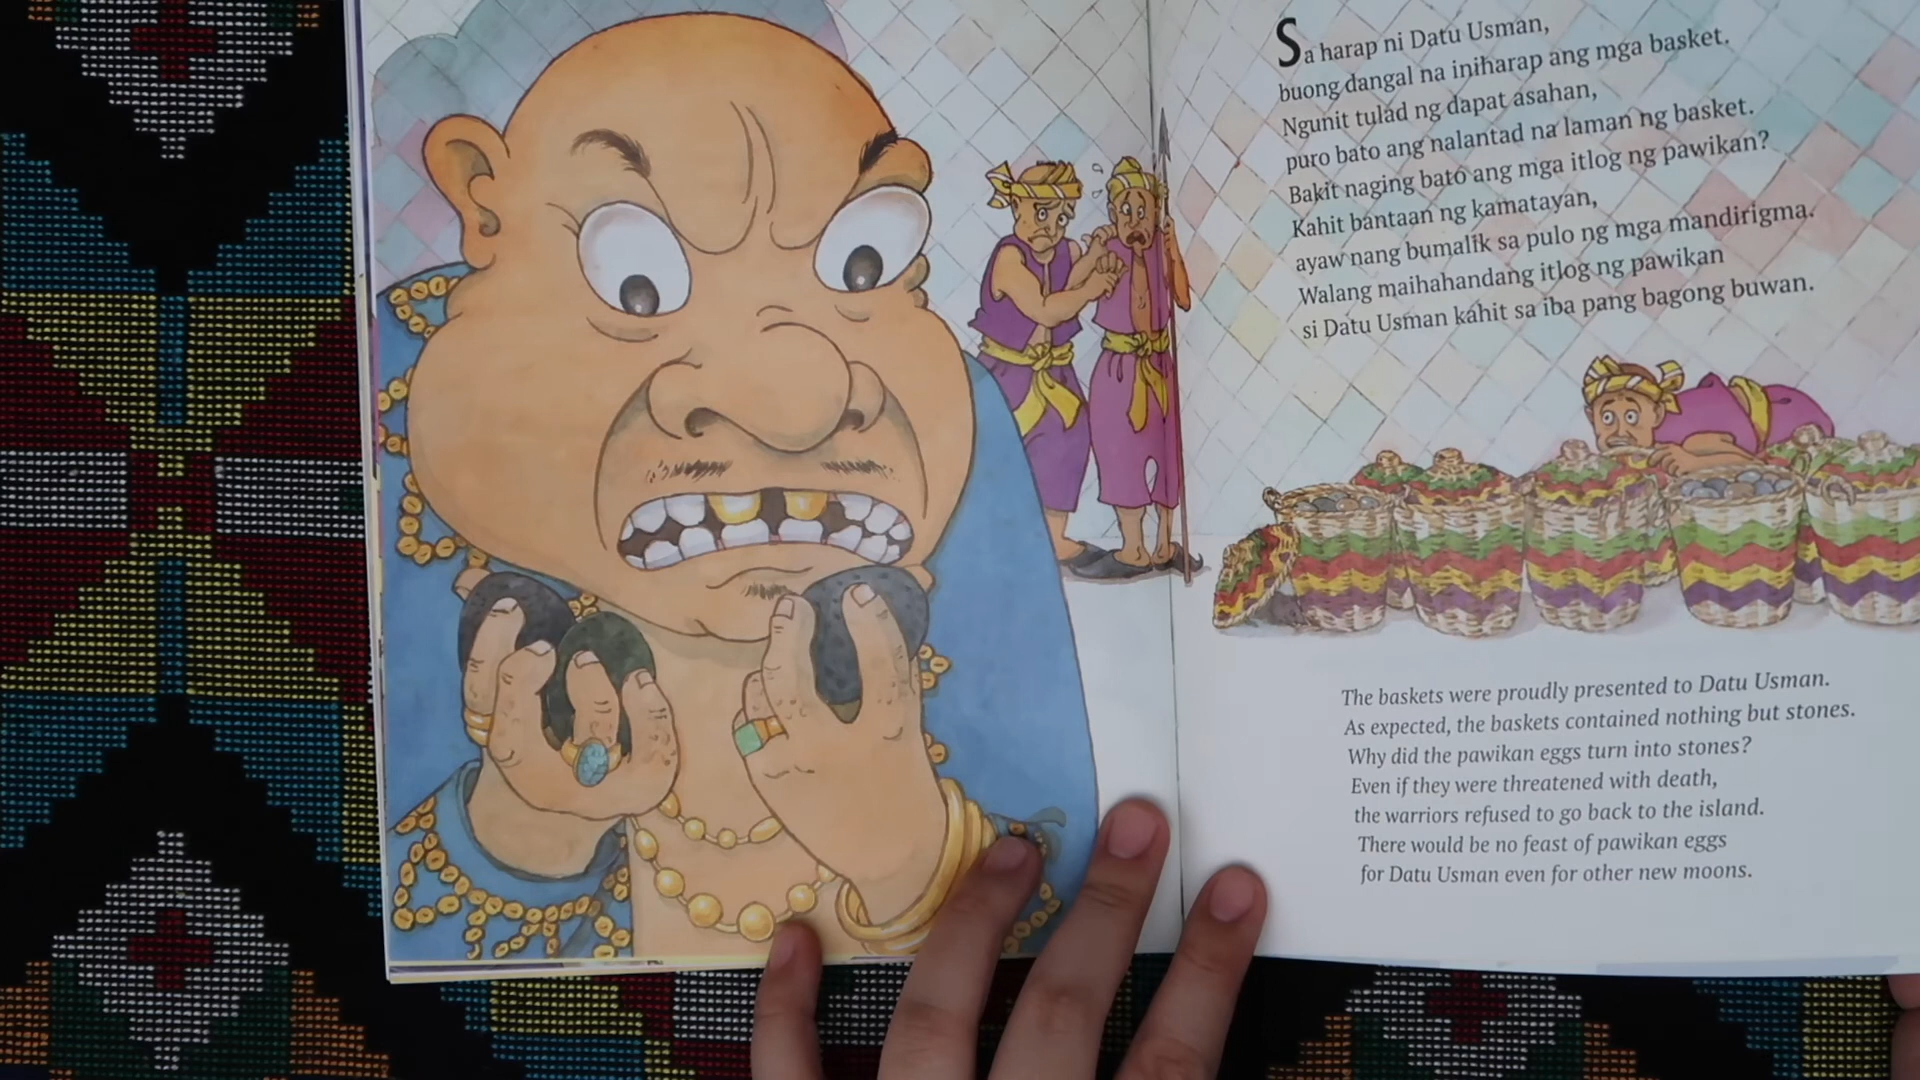 Sa harap ni Datu Usman,
buong dangal na iniharap ang mga basket.
Ngunit tulad ng dapat asahan,
puro bato ang nalantad na laman ng basket.
Bakit naging bato ang mga itlog ng pawikan?
Kahit bantaan ng kamatayan,
ayaw nang bumalik sa pulo ng mga mandirigma.
Walang maihahandang itlog ng pawikan
si Datu Usman kahit sa iba pang bagong buwan.
The baskets were proudly presented to Datu Usman.
As expected, the baskets contained nothing but stones.
Why did the pawikan eggs turn into stones?
Even if they were threatened with death,
the warriors refused to go back to the island.
There would be no feast of pawikan eggs
for Datu Usman even for other new moons.